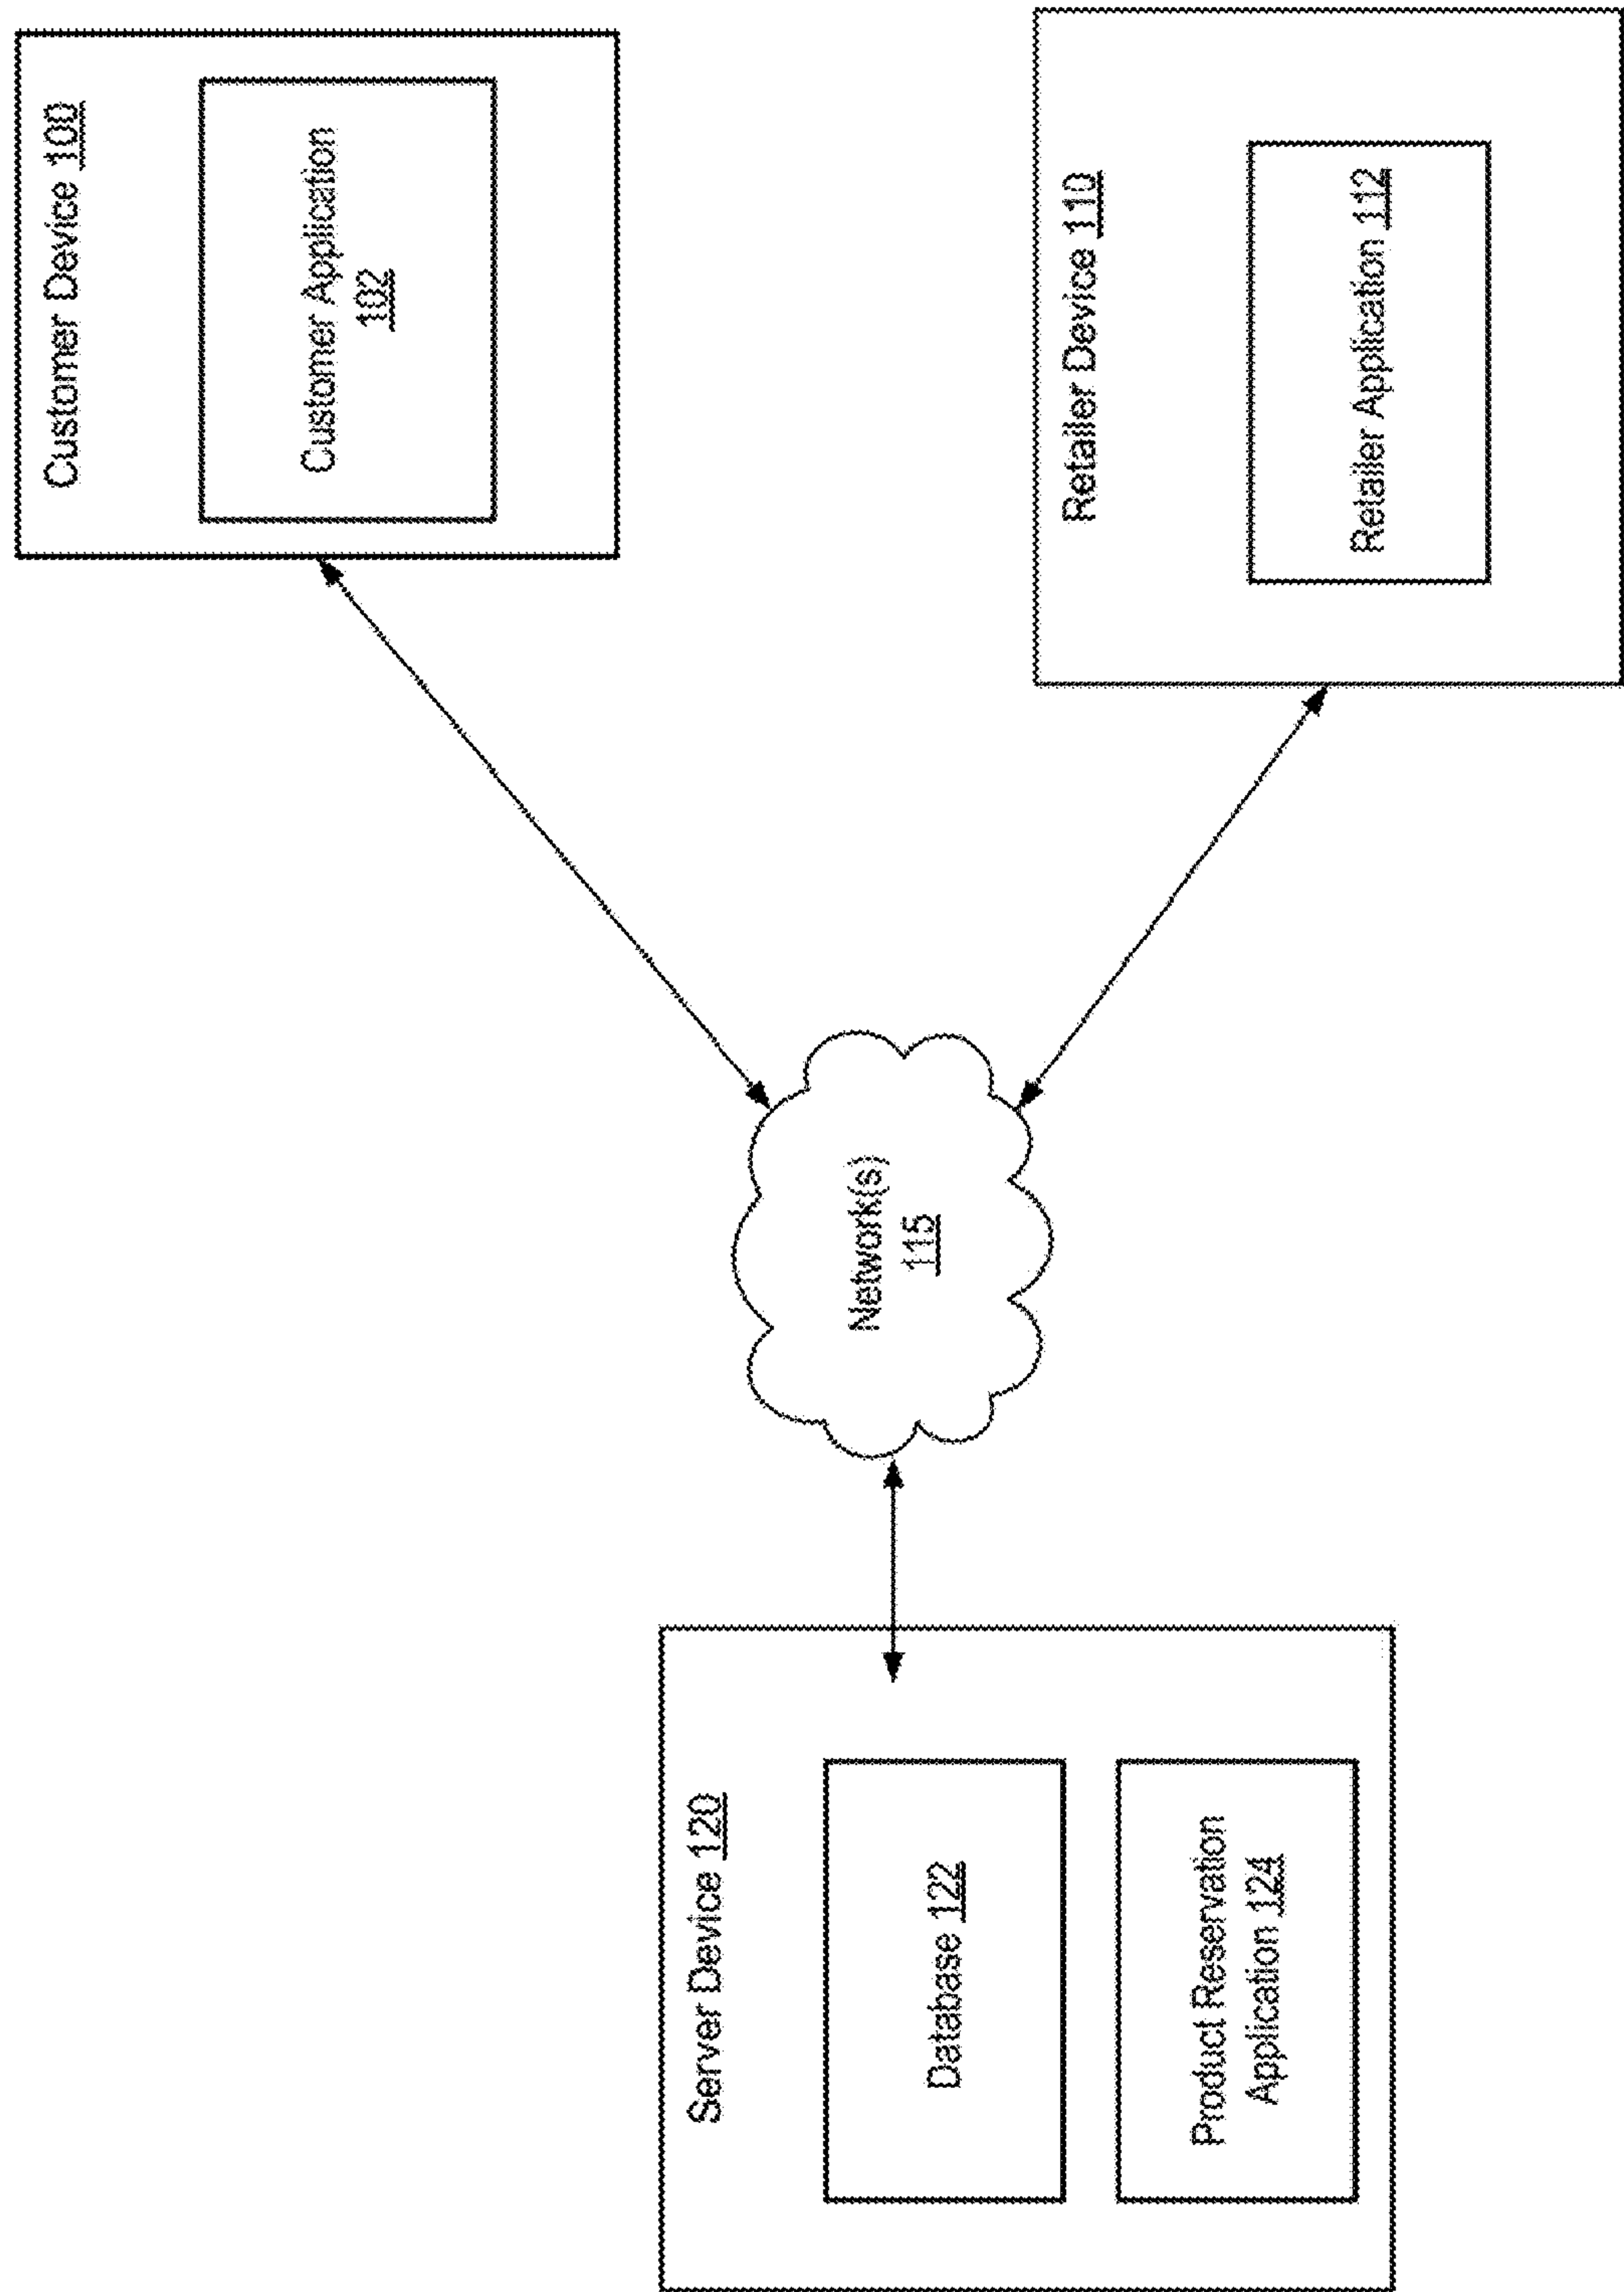 Server Device 120
Database 122
Product Reservation
Application 124
Network(s)
115
Customer Device 100
Customer Application
102
Retailer Device 110
Retailer Application 112